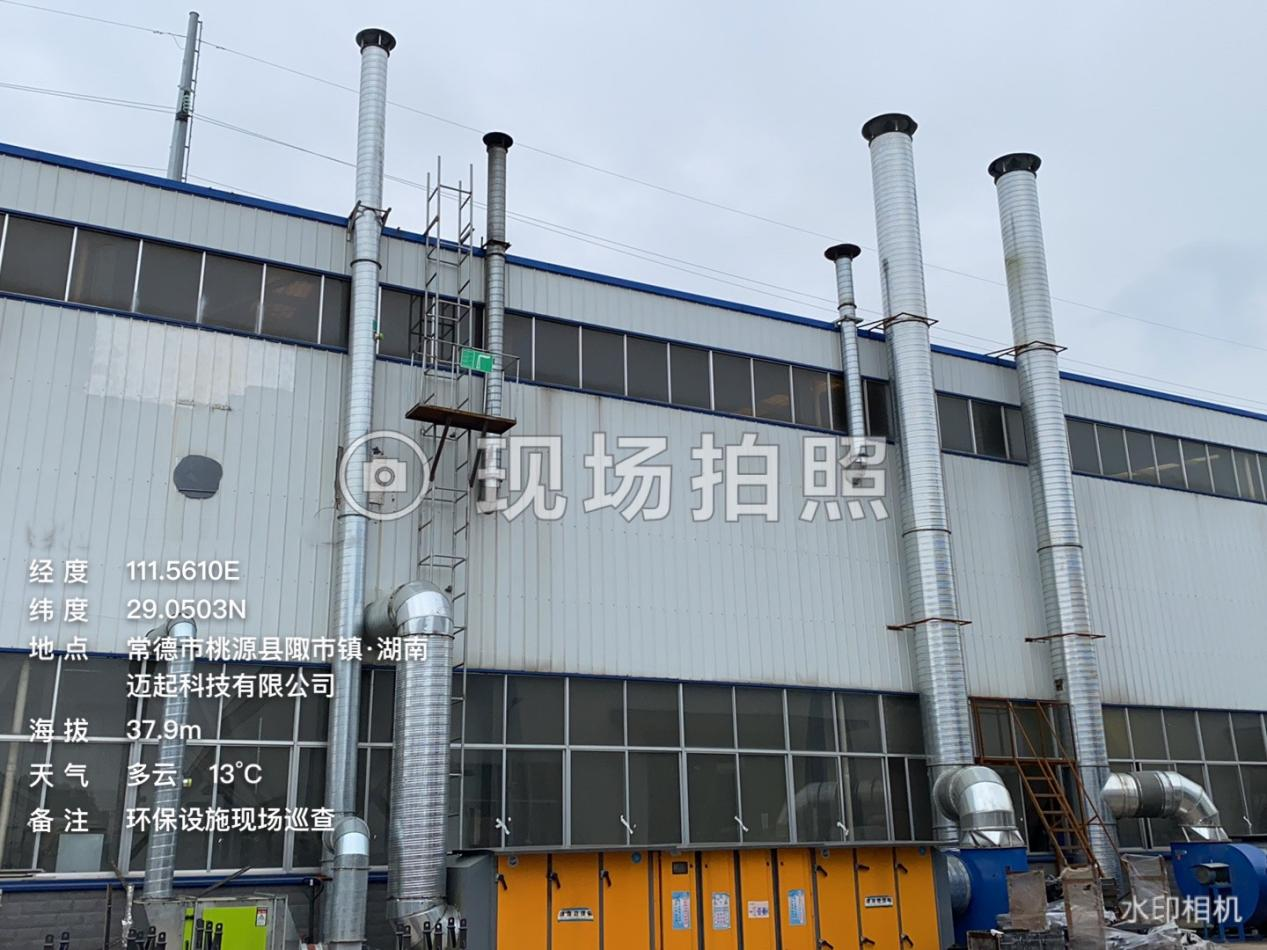 现场拍照
经度 111.5610E
纬度 29.0503N
地点 常德市桃源县陬市镇·湖南
迈起科技有限公司
海拔 37.9m
天气 多云. 13°C
备注 环保设施现场巡查
水印相机